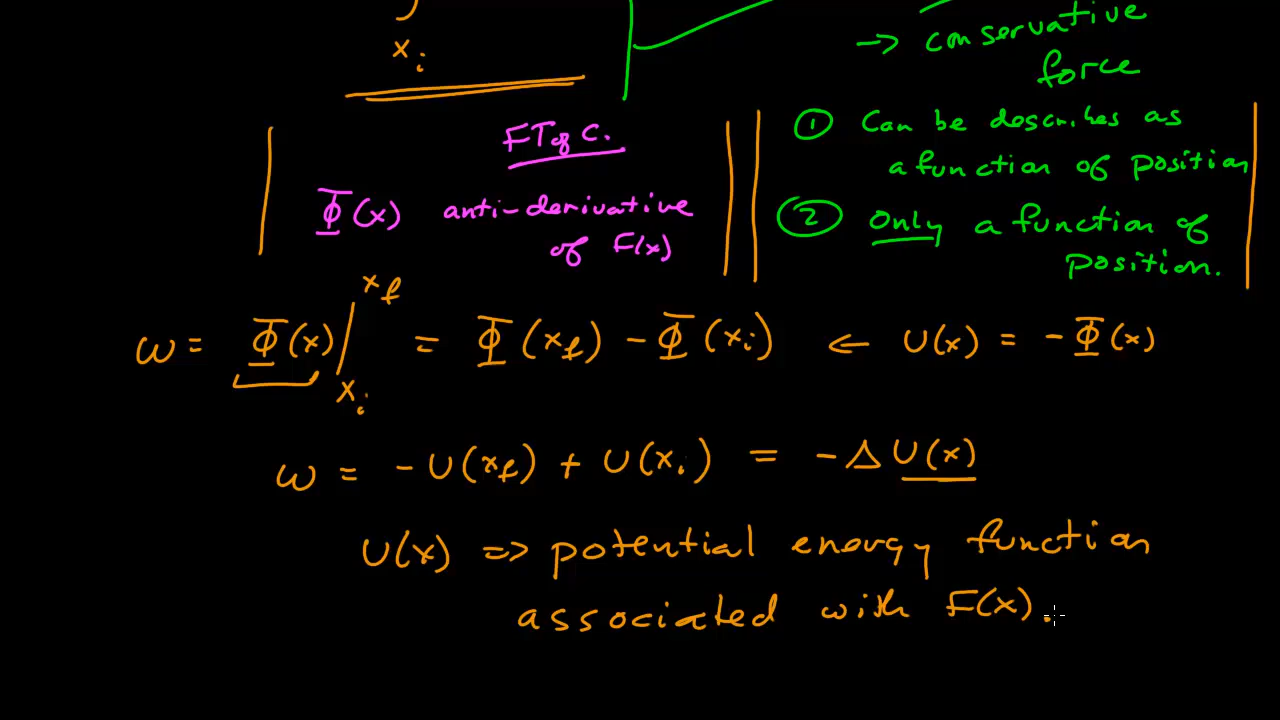 x_i
→ conservative
force
FT of C.
Φ(x) anti-derivative
of F(x)
① Can be describes as
a function of position
② Only a function of
position.
W = Φ(x) |_{x_i}^{x_f} = Φ(x_f) - Φ(x_i) ← U(x) = -Φ(x)
W = -U(x_f) + U(x_i) = -ΔU(x)
U(x) => potential energy function
associated with F(x).